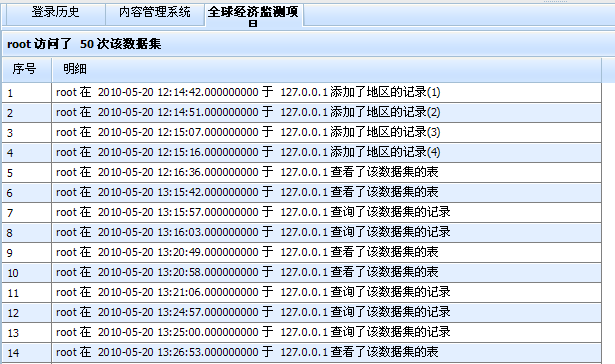 登录历史
内容管理系统
全球经济监测项
目
root 访问了 50 次该数据集
序号 明细
1 root 在 2010-05-20 12:14:42.000000000 于 127.0.0.1 添加了地区的记录(1)
2 root 在 2010-05-20 12:14:51.000000000 于 127.0.0.1 添加了地区的记录(2)
3 root 在 2010-05-20 12:15:07.000000000 于 127.0.0.1 添加了地区的记录(3)
4 root 在 2010-05-20 12:15:16.000000000 于 127.0.0.1 添加了地区的记录(4)
5 root 在 2010-05-20 12:16:36.000000000 于 127.0.0.1 查看了该数据集的表
6 root 在 2010-05-20 13:15:42.000000000 于 127.0.0.1 查看了该数据集的表
7 root 在 2010-05-20 13:15:57.000000000 于 127.0.0.1 查询了该数据集的记录
8 root 在 2010-05-20 13:16:03.000000000 于 127.0.0.1 查询了该数据集的记录
9 root 在 2010-05-20 13:20:49.000000000 于 127.0.0.1 查看了该数据集的表
10 root 在 2010-05-20 13:20:58.000000000 于 127.0.0.1 查看了该数据集的表
11 root 在 2010-05-20 13:21:06.000000000 于 127.0.0.1 查询了该数据集的记录
12 root 在 2010-05-20 13:24:57.000000000 于 127.0.0.1 查询了该数据集的记录
13 root 在 2010-05-20 13:25:00.000000000 于 127.0.0.1 查询了该数据集的记录
14 root 在 2010-05-20 13:26:53.000000000 于 127.0.0.1 查看了该数据集的表